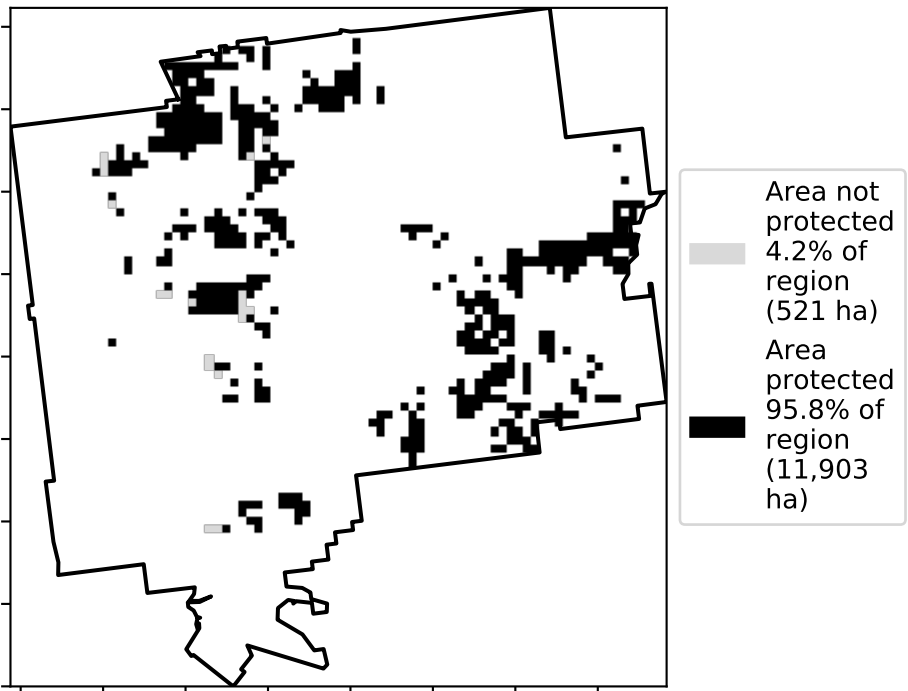 Area not
protected
4.2% of
region
(521 ha)
Area
protected
95.8% of
region
(11,903
ha)